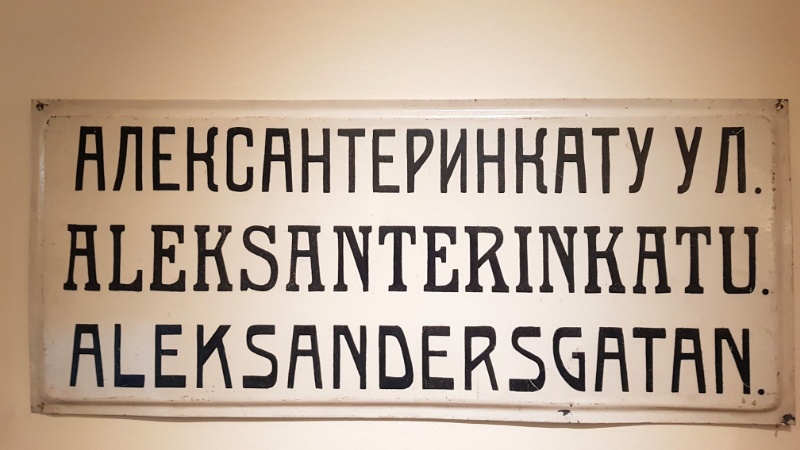 АЛЕКСАНТЕРИНКАТУ УЛ.
ALEKSANTERINKATU.
ALEKSANDERSGATAN.